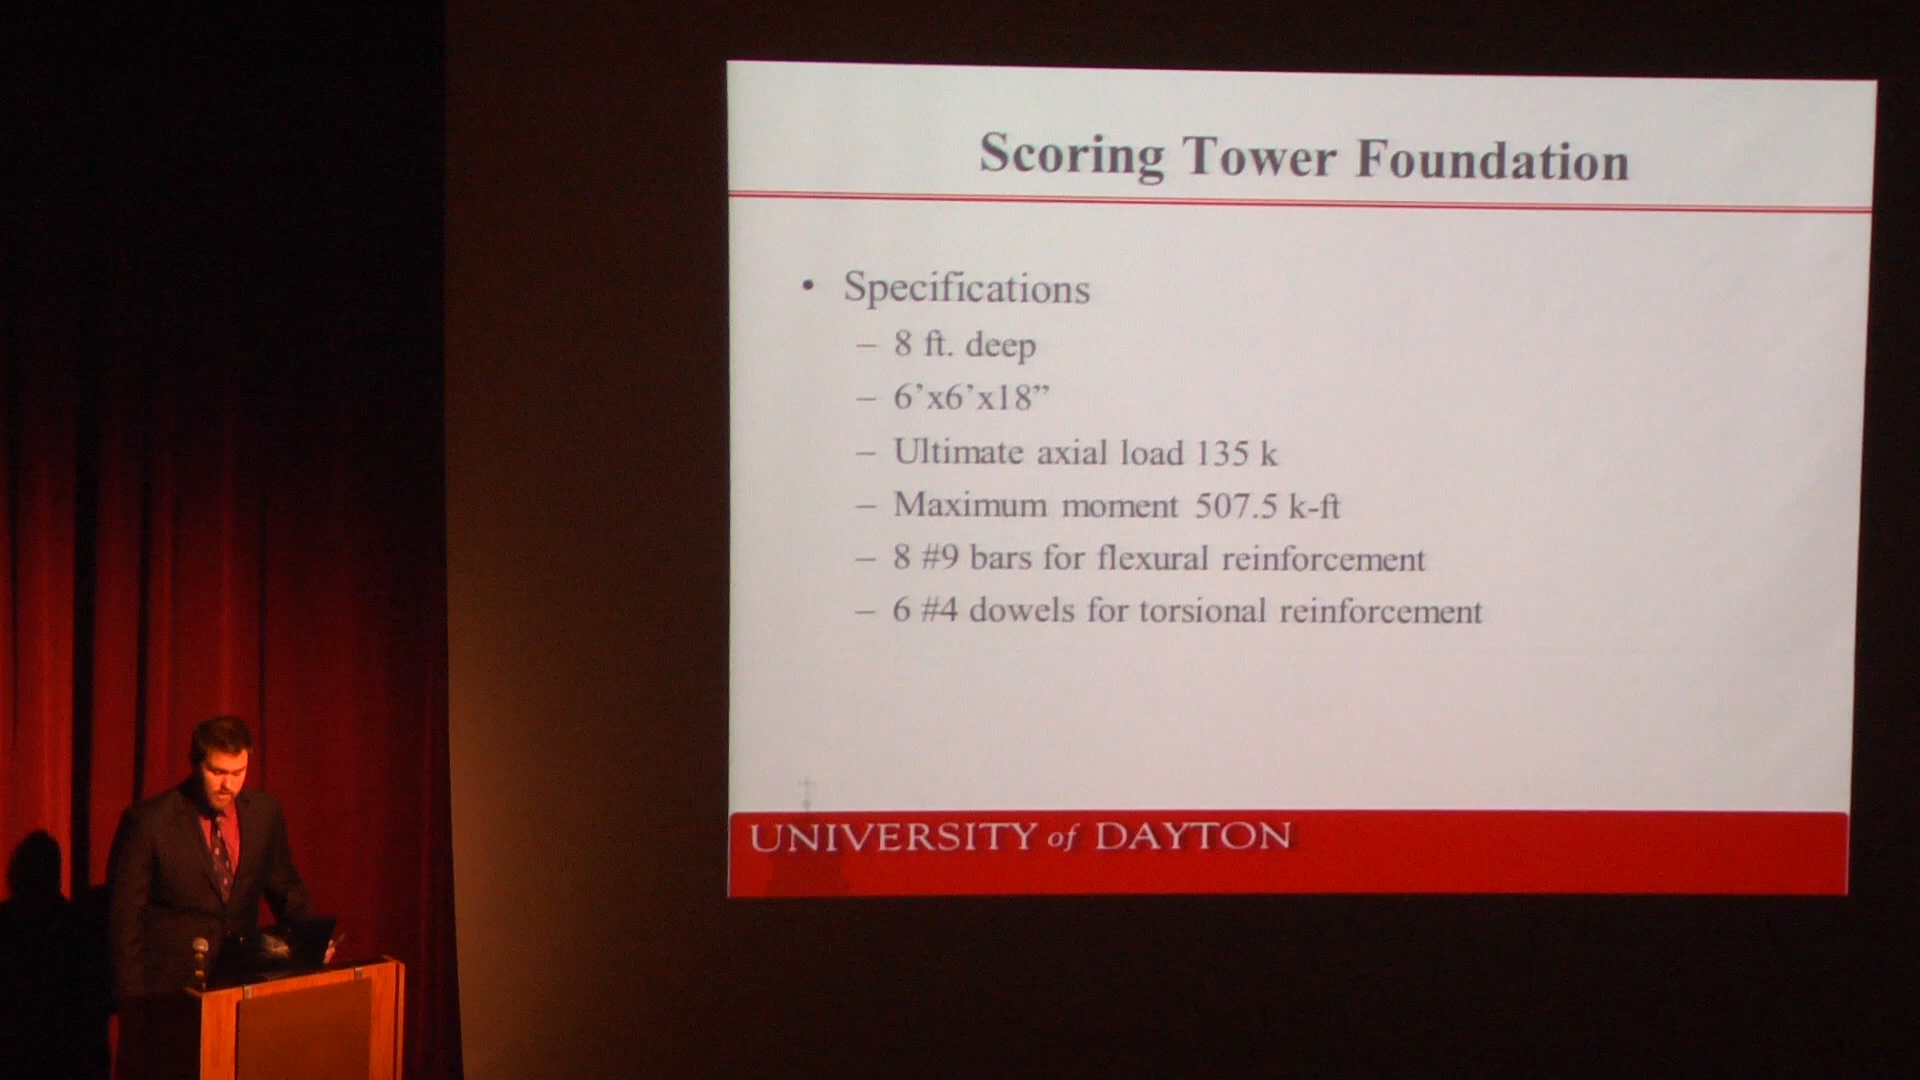 Scoring Tower Foundation
• Specifications
– 8 ft. deep
– 6’x6’x18”
– Ultimate axial load 135 k
– Maximum moment 507.5 k-ft
– 8 #9 bars for flexural reinforcement
– 6 #4 dowels for torsional reinforcement
UNIVERSITY of DAYTON